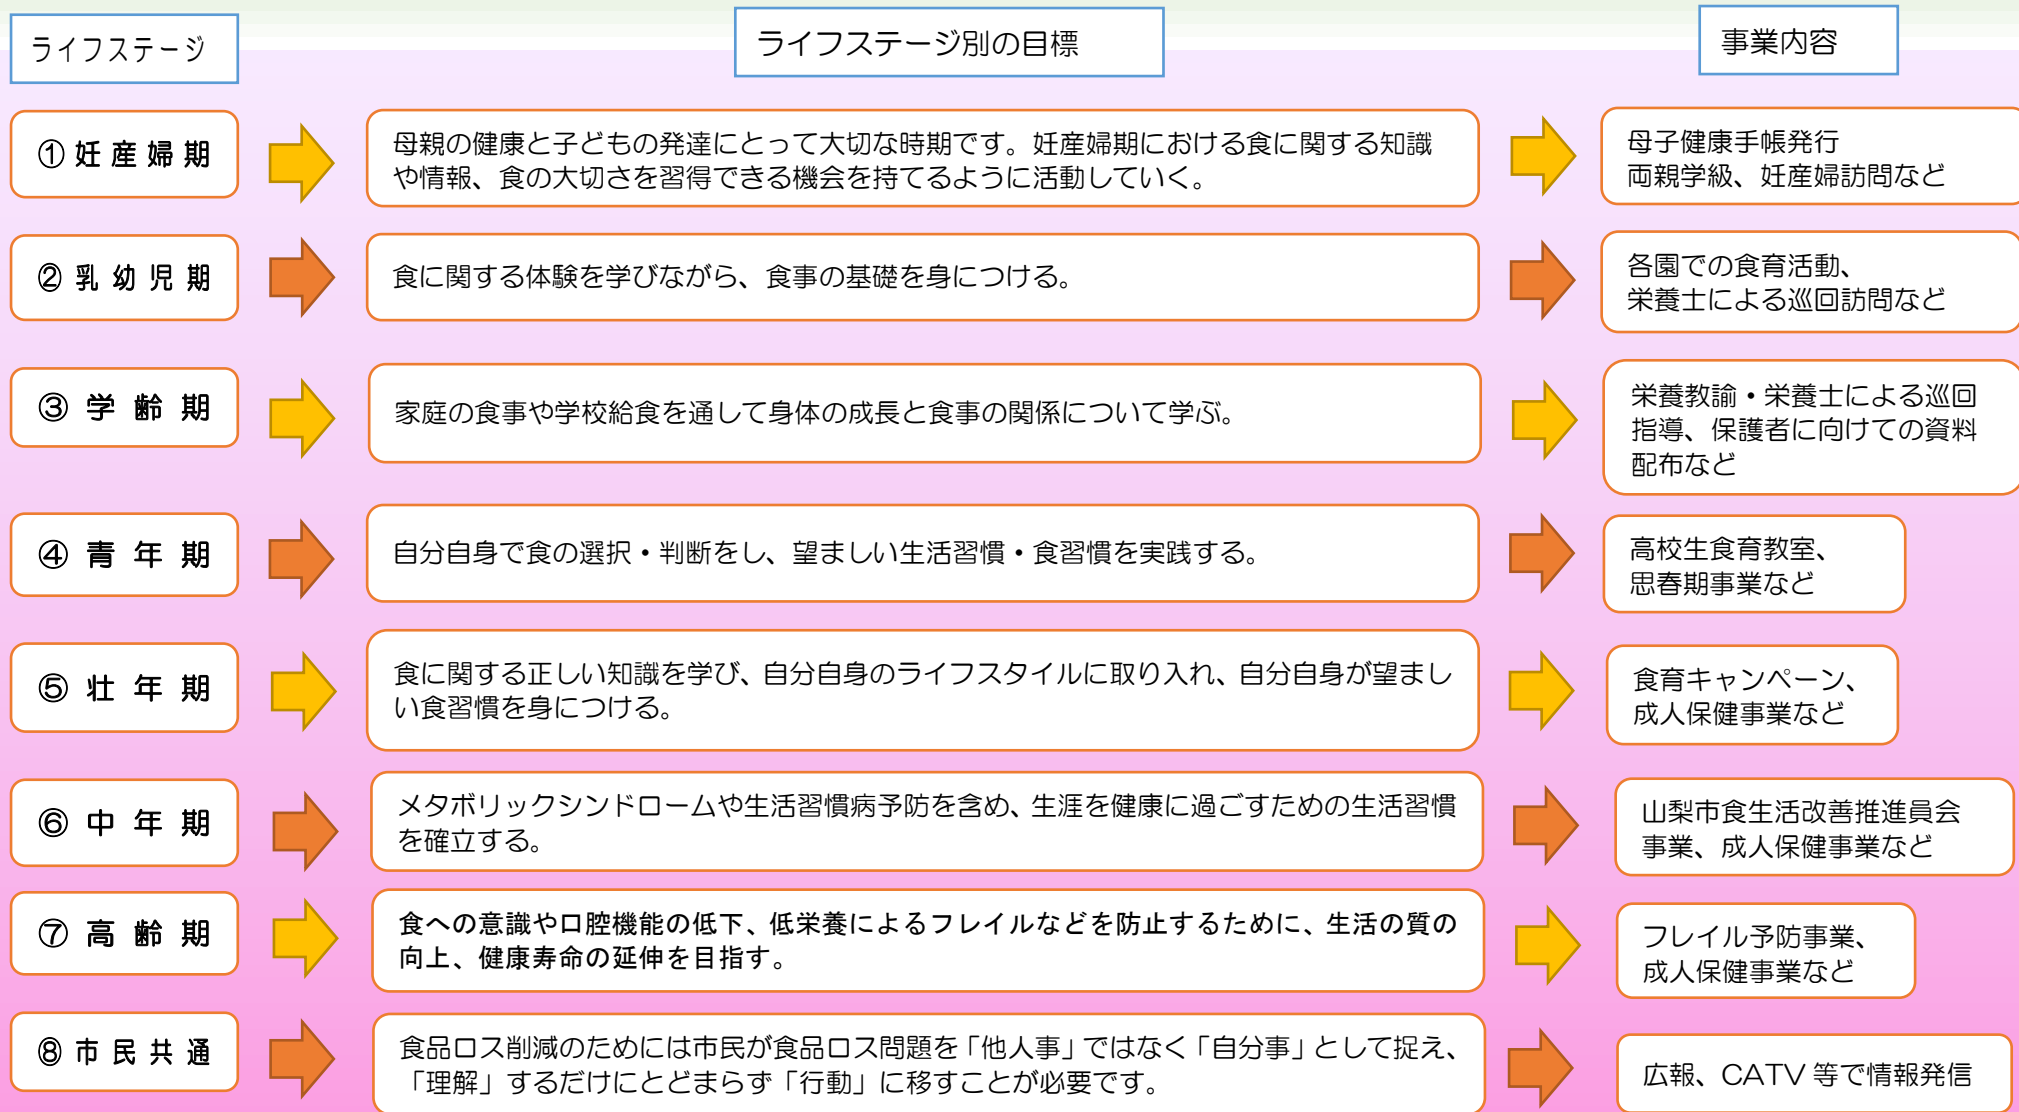 ライフステージ
ライフステージ別の目標
事業内容
①妊産婦期
母親の健康と子どもの発達にとって大切な時期です。妊産婦期における食に関する知識
や情報、食の大切さを習得できる機会を持てるように活動していく。
母子健康手帳発行
両親学級、妊産婦訪問など
②乳幼児期
食に関する体験を学びながら、食事の基礎を身につける。
各園での食育活動、
栄養士による巡回訪問など
③学齢期
家庭の食事や学校給食を通して身体の成長と食事の関係について学ぶ。
栄養教諭・栄養士による巡回
指導、保護者に向けての資料
配布など
④青年期
自分自身で食の選択・判断をし、望ましい生活習慣・食習慣を実践する。
高校生食育教室、
思春期事業など
⑤壮年期
食に関する正しい知識を学び、自分自身のライフスタイルに取り入れ、自分自身が望まし
い食習慣を身につける。
食育キャンペーン、
成人保健事業など
⑥中年期
メタボリックシンドロームや生活習慣病予防を含め、生涯を健康に過ごすための生活習慣
を確立する。
山梨市食生活改善推進員会
事業、成人保健事業など
⑦高齢期
食への意識や口腔機能の低下、低栄養によるフレイルなどを防止するために、生活の質の
向上、健康寿命の延伸を目指す。
フレイル予防事業、
成人保健事業など
⑧市民共通
食品ロス削減のためには市民が食品ロス問題を「他人事」ではなく「自分事」として捉え、
「理解」するだけにとどまらず「行動」に移すことが必要です。
広報、CATV 等で情報発信